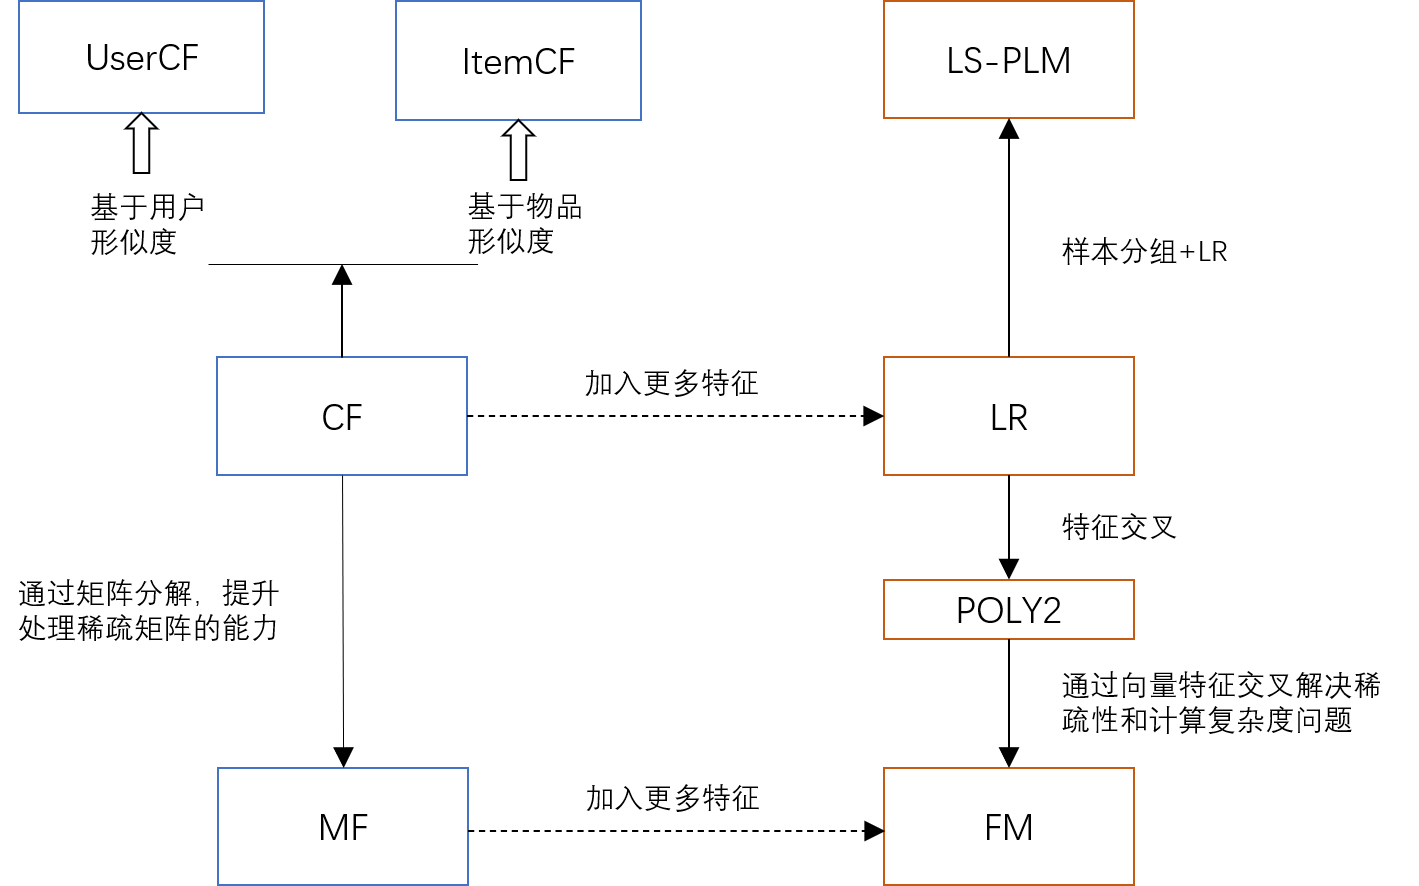 UserCF
ItemCF
LS-PLM
基于用户
形似度
基于物品
形似度
样本分组+LR
加入更多特征
CF
LR
特征交叉
通过矩阵分解，提升
处理稀疏矩阵的能力
POLY2
通过向量特征交叉解决稀
疏性和计算复杂度问题
加入更多特征
MF
FM